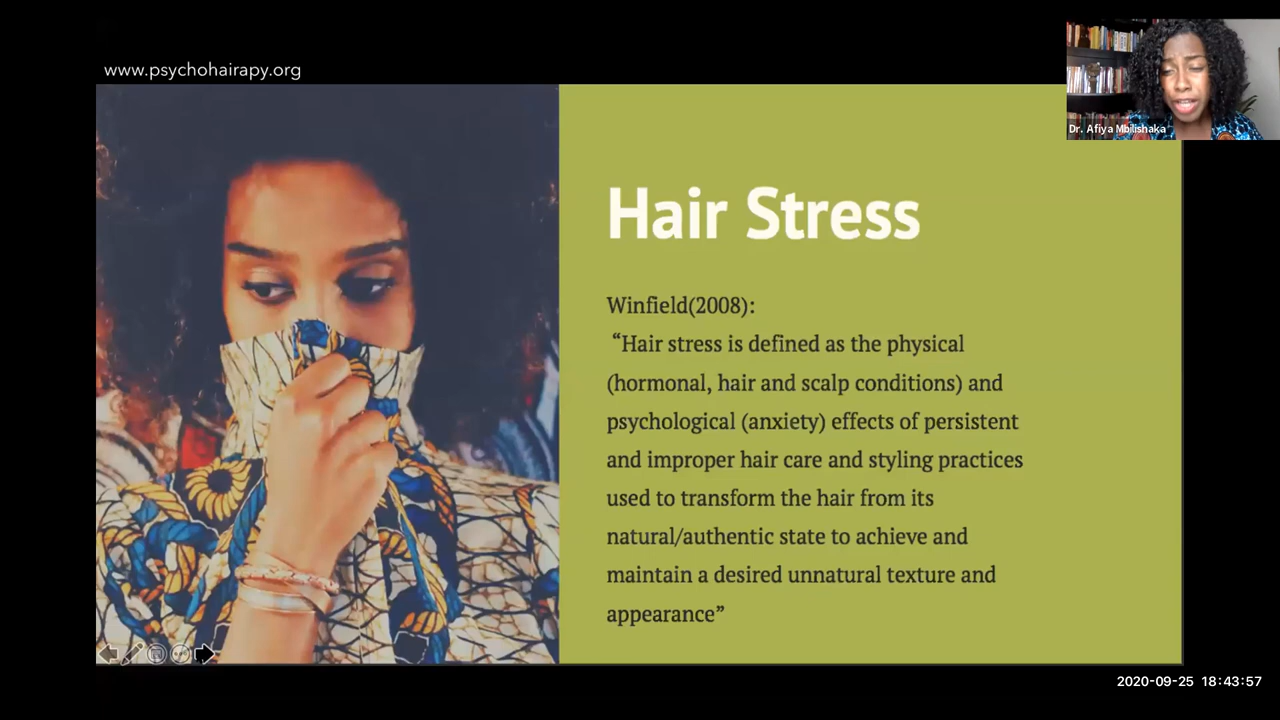 www.psychohairapy.org
Dr. Afiya Mbilishaka
Hair Stress
Winfield(2008):
“Hair stress is defined as the physical
(hormonal, hair and scalp conditions) and
psychological (anxiety) effects of persistent
and improper hair care and styling practices
used to transform the hair from its
natural/authentic state to achieve and
maintain a desired unnatural texture and
appearance”
2020-09-25 18:43:57